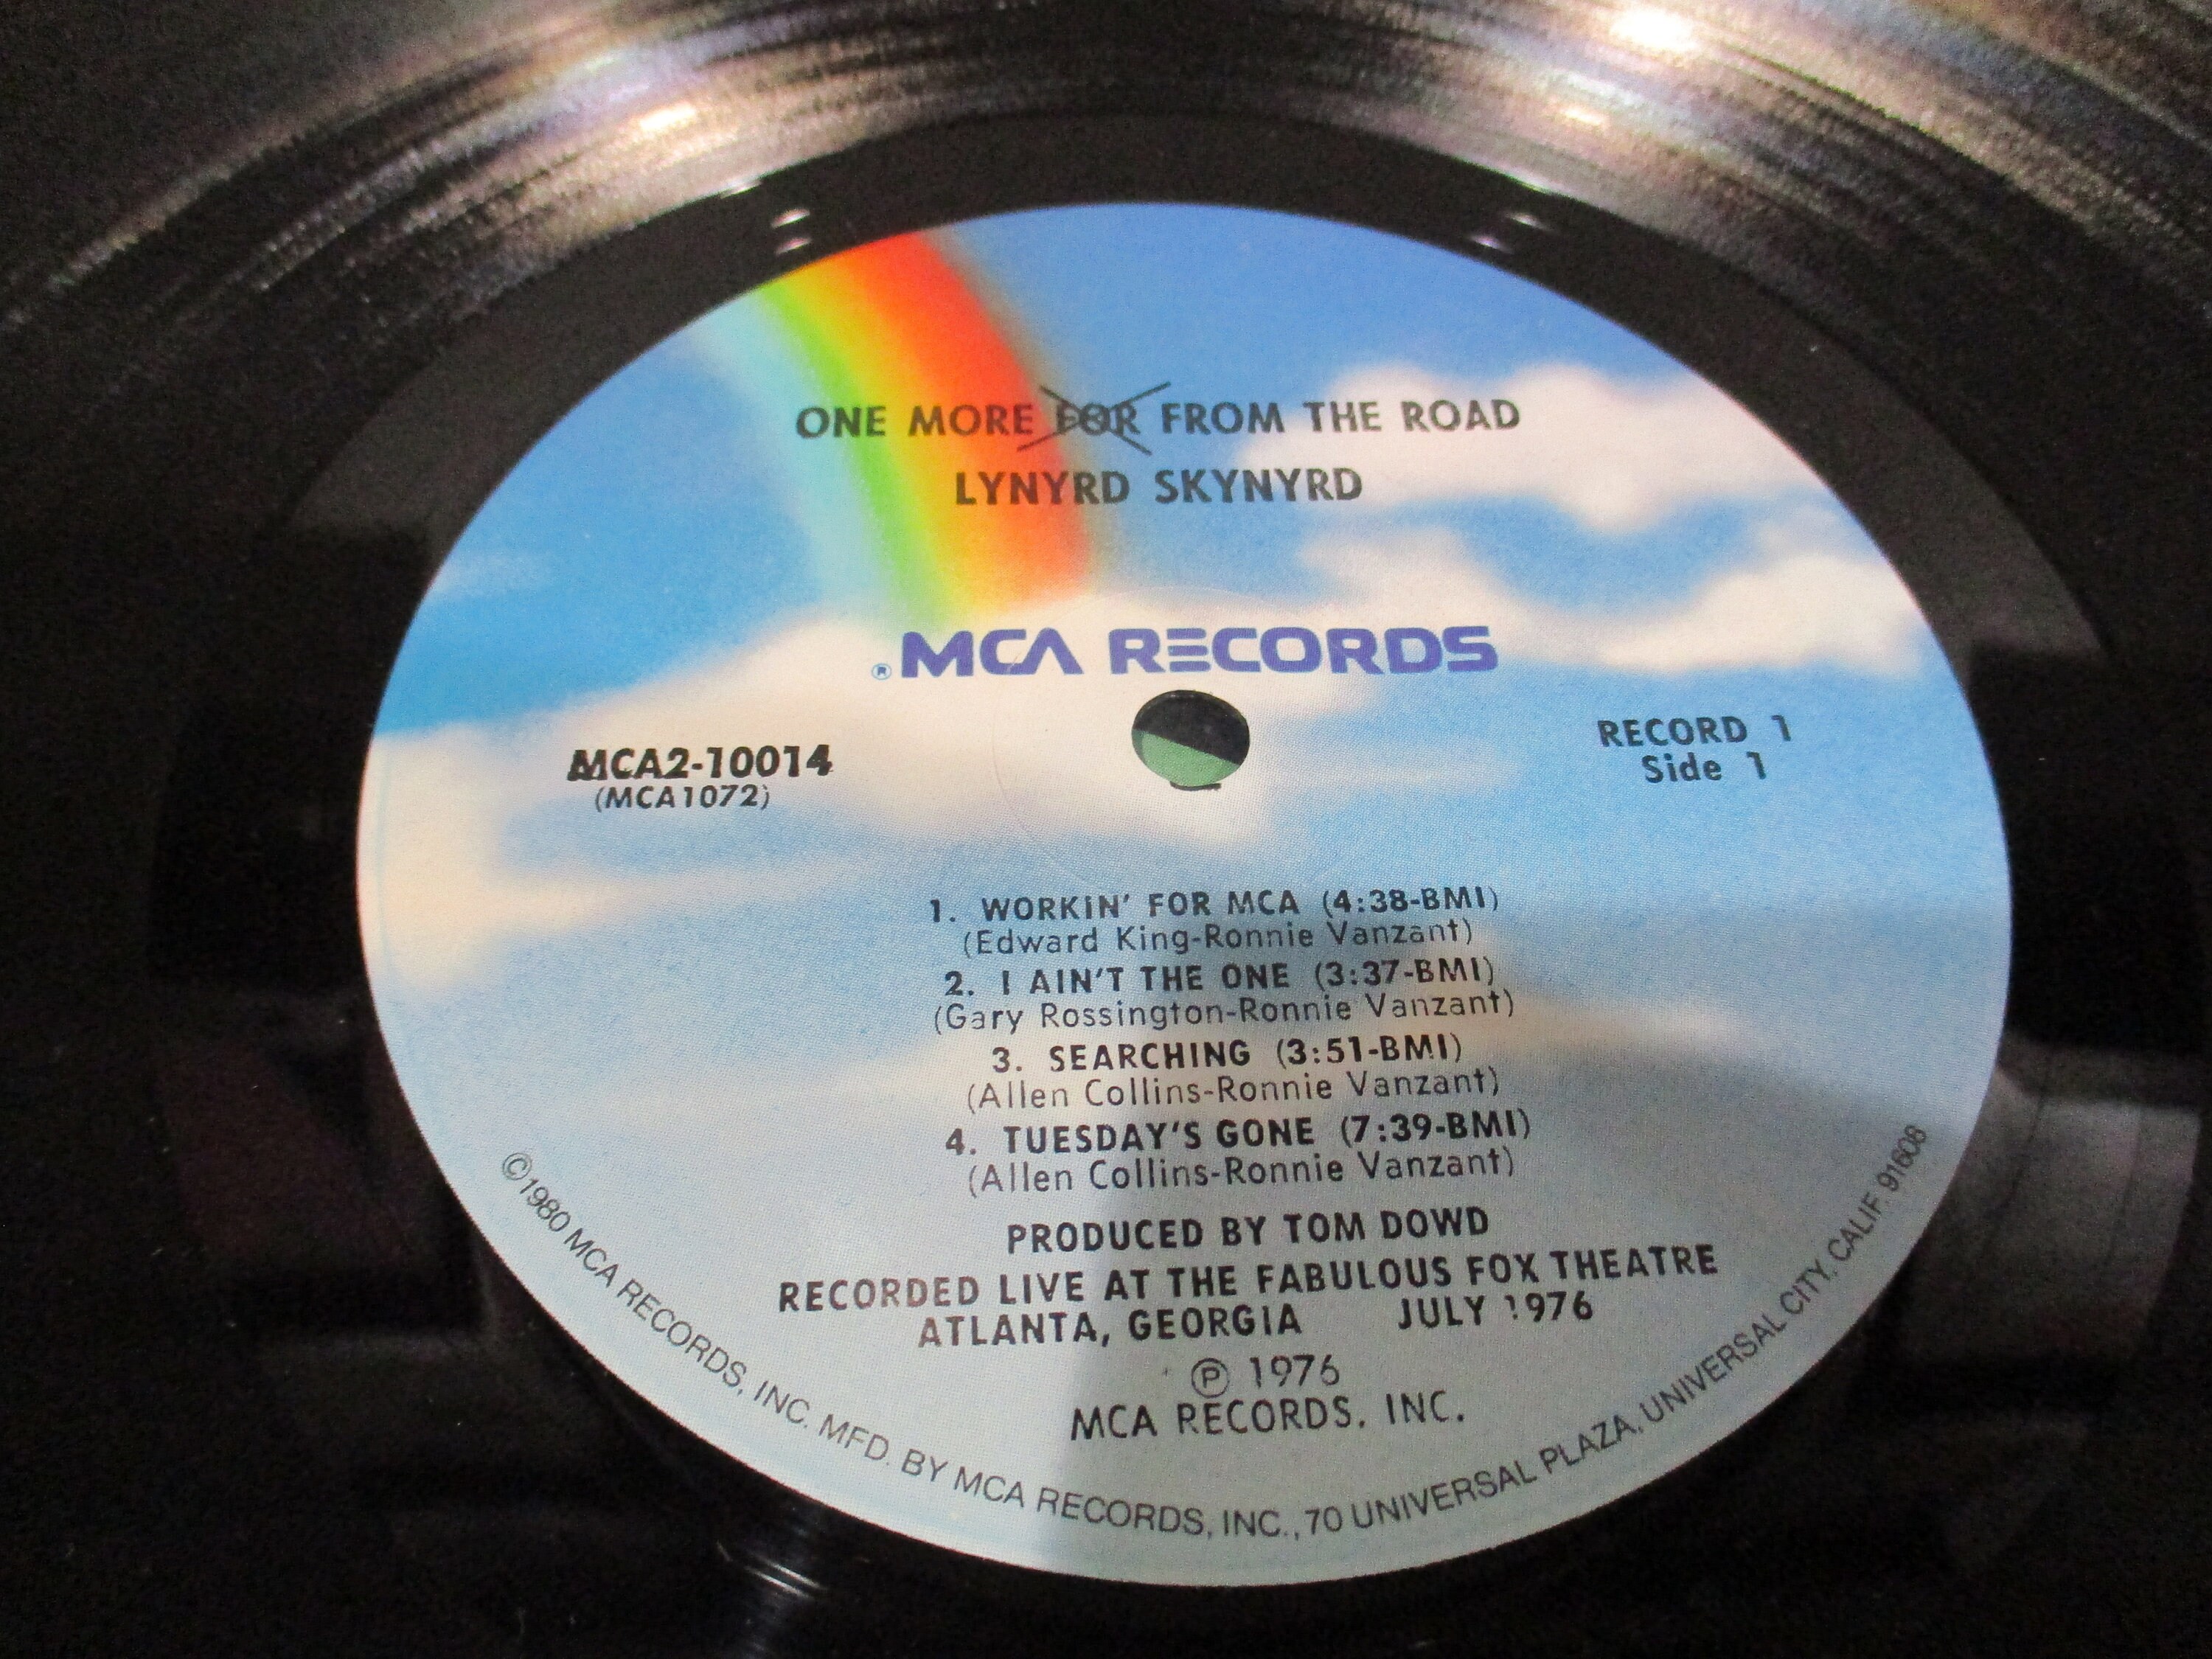 ONE MORE FOR FROM THE ROAD
LYNYRD SKYNYRD
® MCA RECORDS
MCA2-10014
(MCA1072)
RECORD 1
Side 1
1. WORKIN' FOR MCA (4:38-BMI)
(Edward King-Ronnie Vanzant)
2. I AIN'T THE ONE (3:37-BMI)
(Gary Rossington-Ronnie Vanzant)
3. SEARCHING (3:51-BMI)
(Allen Collins-Ronnie Vanzant)
4. TUESDAY'S GONE (7:39-BMI)
(Allen Collins-Ronnie Vanzant)
PRODUCED BY TOM DOWD
RECORDED LIVE AT THE FABULOUS FOX THEATRE
ATLANTA, GEORGIA JULY 1976
Ⓟ 1976
MCA RECORDS. INC.
©1980 MCA RECORDS, INC. MFD. BY MCA RECORDS, INC., 70 UNIVERSAL PLAZA, UNIVERSAL CITY, CALIF. 91608